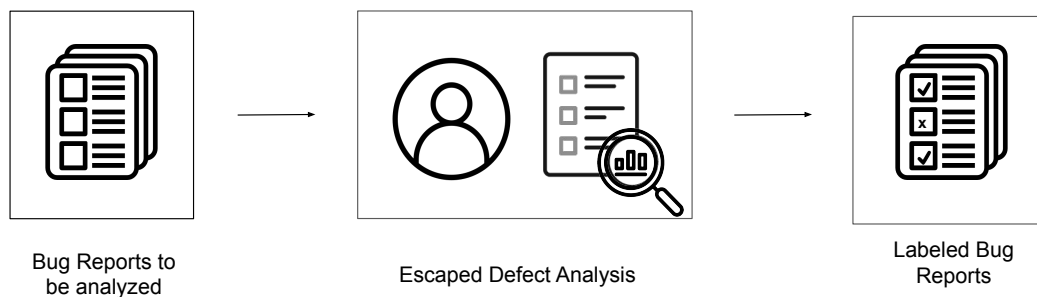 Bug Reports to
be analyzed
Escaped Defect Analysis
Labeled Bug
Reports
x